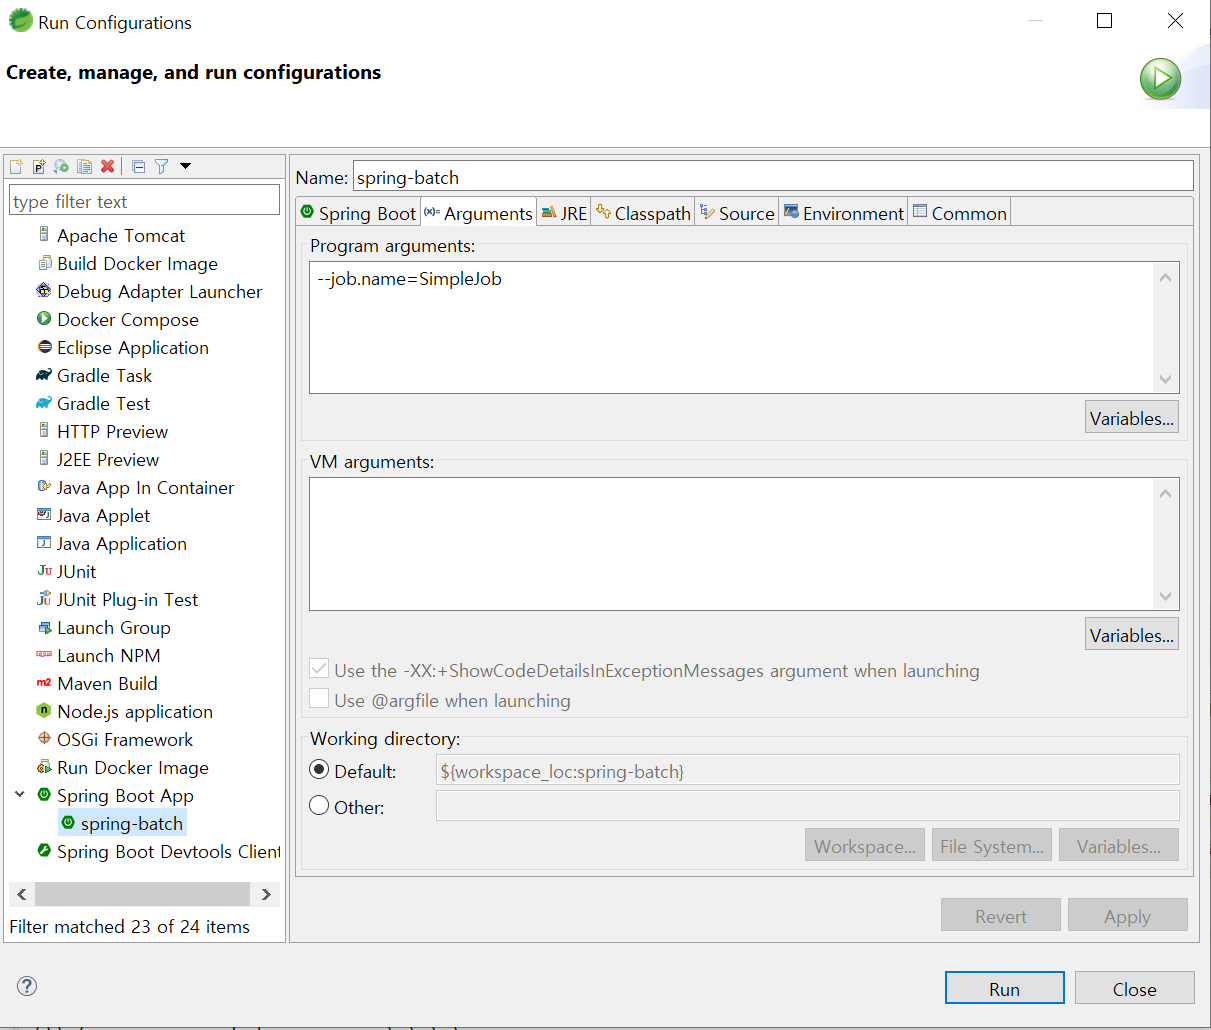 Run Configurations
Create, manage, and run configurations
type filter text
Apache Tomcat
Build Docker Image
Debug Adapter Launcher
Docker Compose
Eclipse Application
Gradle Task
Gradle Test
HTTP Preview
J2EE Preview
Java App In Container
Java Applet
Java Application
JUnit
JUnit Plug-in Test
Launch Group
Launch NPM
Maven Build
Node.js application
OSGi Framework
Run Docker Image
Spring Boot App
spring-batch
Spring Boot Devtools Client
Filter matched 23 of 24 items
Name: spring-batch
Spring Boot Arguments JRE Classpath Source Environment Common
Program arguments:
--job.name=SimpleJob
Variables...
VM arguments:
Variables...
Use the -XX:+ShowCodeDetailsInExceptionMessages argument when launching
Use @argfile when launching
Working directory:
Default: ${workspace_loc:spring-batch}
Other:
Workspace... File System... Variables...
Revert Apply
Run Close